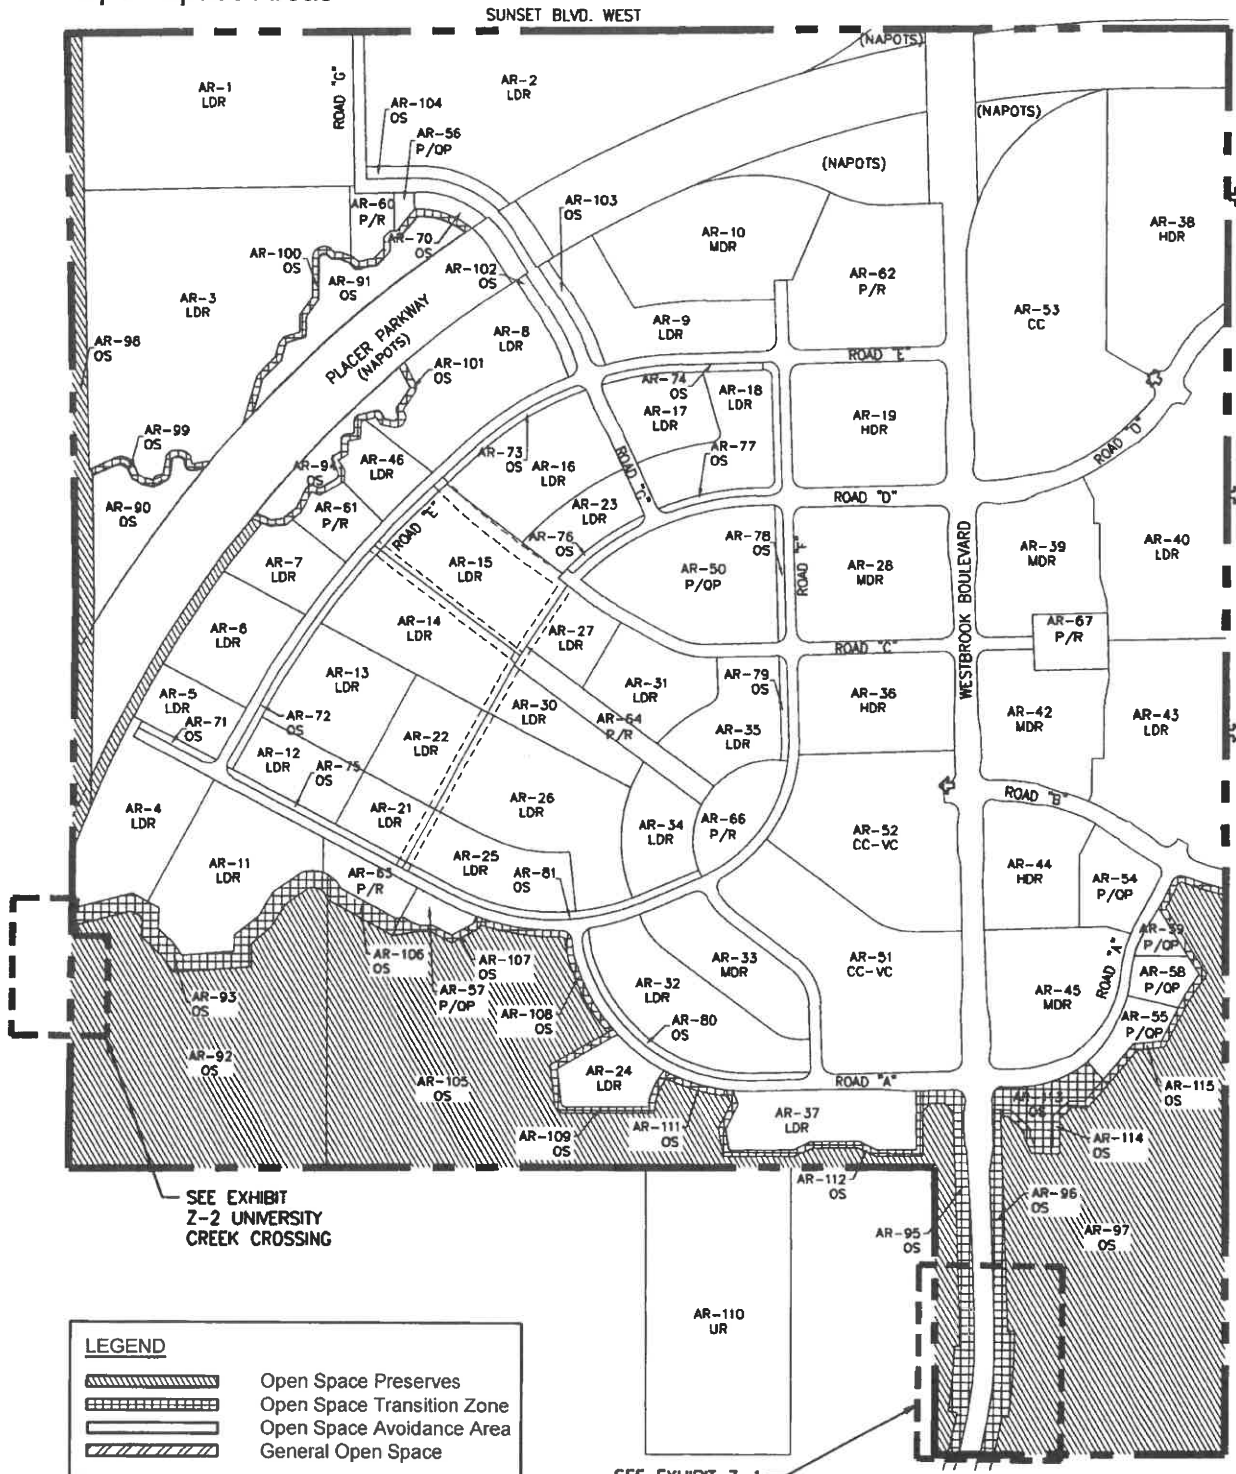 SUNSET BLVD. WEST
(NAPOTS)
AR-1
LDR
ROAD "G"
AR-2
LDR
AR-104
OS
AR-56
P/QP
(NAPOTS)
(NAPOTS)
AR-60
P/R
AR-103
OS
AR-70
OS
AR-10
MDR
AR-38
HDR
AR-100
OS
AR-91
OS
AR-102
OS
AR-62
P/R
AR-3
LDR
AR-53
CC
AR-98
OS
PLACER PARKWAY
(NAPOTS)
AR-8
LDR
AR-9
LDR
AR-101
OS
ROAD "E"
AR-74
OS
AR-18
LDR
AR-17
LDR
AR-19
HDR
AR-99
OS
AR-73
OS
AR-77
OS
ROAD "D"
AR-94
OS
AR-46
LDR
AR-16
LDR
ROAD "G"
AR-90
OS
AR-61
P/R
AR-23
LDR
ROAD "D"
ROAD "E"
AR-76
OS
AR-78
OS
AR-39
MDR
AR-40
LDR
AR-7
LDR
AR-15
LDR
AR-50
P/QP
ROAD "F"
AR-28
MDR
WESTBROOK BOULEVARD
AR-6
LDR
AR-14
LDR
AR-27
LDR
AR-67
P/R
ROAD "C"
AR-13
LDR
AR-31
LDR
AR-79
OS
AR-5
LDR
AR-71
OS
AR-72
OS
AR-30
LDR
AR-64
P/R
AR-36
HDR
AR-42
MDR
AR-43
LDR
AR-22
LDR
AR-35
LDR
AR-12
LDR
AR-75
OS
ROAD "B"
AR-4
LDR
AR-21
LDR
AR-26
LDR
AR-34
LDR
AR-66
P/R
AR-52
CC-VC
AR-11
LDR
AR-63
P/R
AR-25
LDR
AR-81
OS
AR-44
HDR
AR-54
P/QP
AR-59
P/QP
AR-106
OS
AR-107
OS
AR-33
MDR
AR-51
CC-VC
ROAD "A"
AR-93
OS
AR-57
P/QP
AR-32
LDR
AR-45
MDR
AR-58
P/QP
AR-108
OS
AR-80
OS
AR-55
P/QP
AR-92
OS
AR-105
OS
AR-24
LDR
ROAD "A"
AR-113
OS
AR-115
OS
AR-37
LDR
AR-109
OS
AR-111
OS
AR-114
OS
AR-112
OS
SEE EXHIBIT
Z-2 UNIVERSITY
CREEK CROSSING
AR-96
OS
AR-95
OS
AR-97
OS
AR-110
UR
LEGEND
Open Space Preserves
Open Space Transition Zone
Open Space Avoidance Area
General Open Space